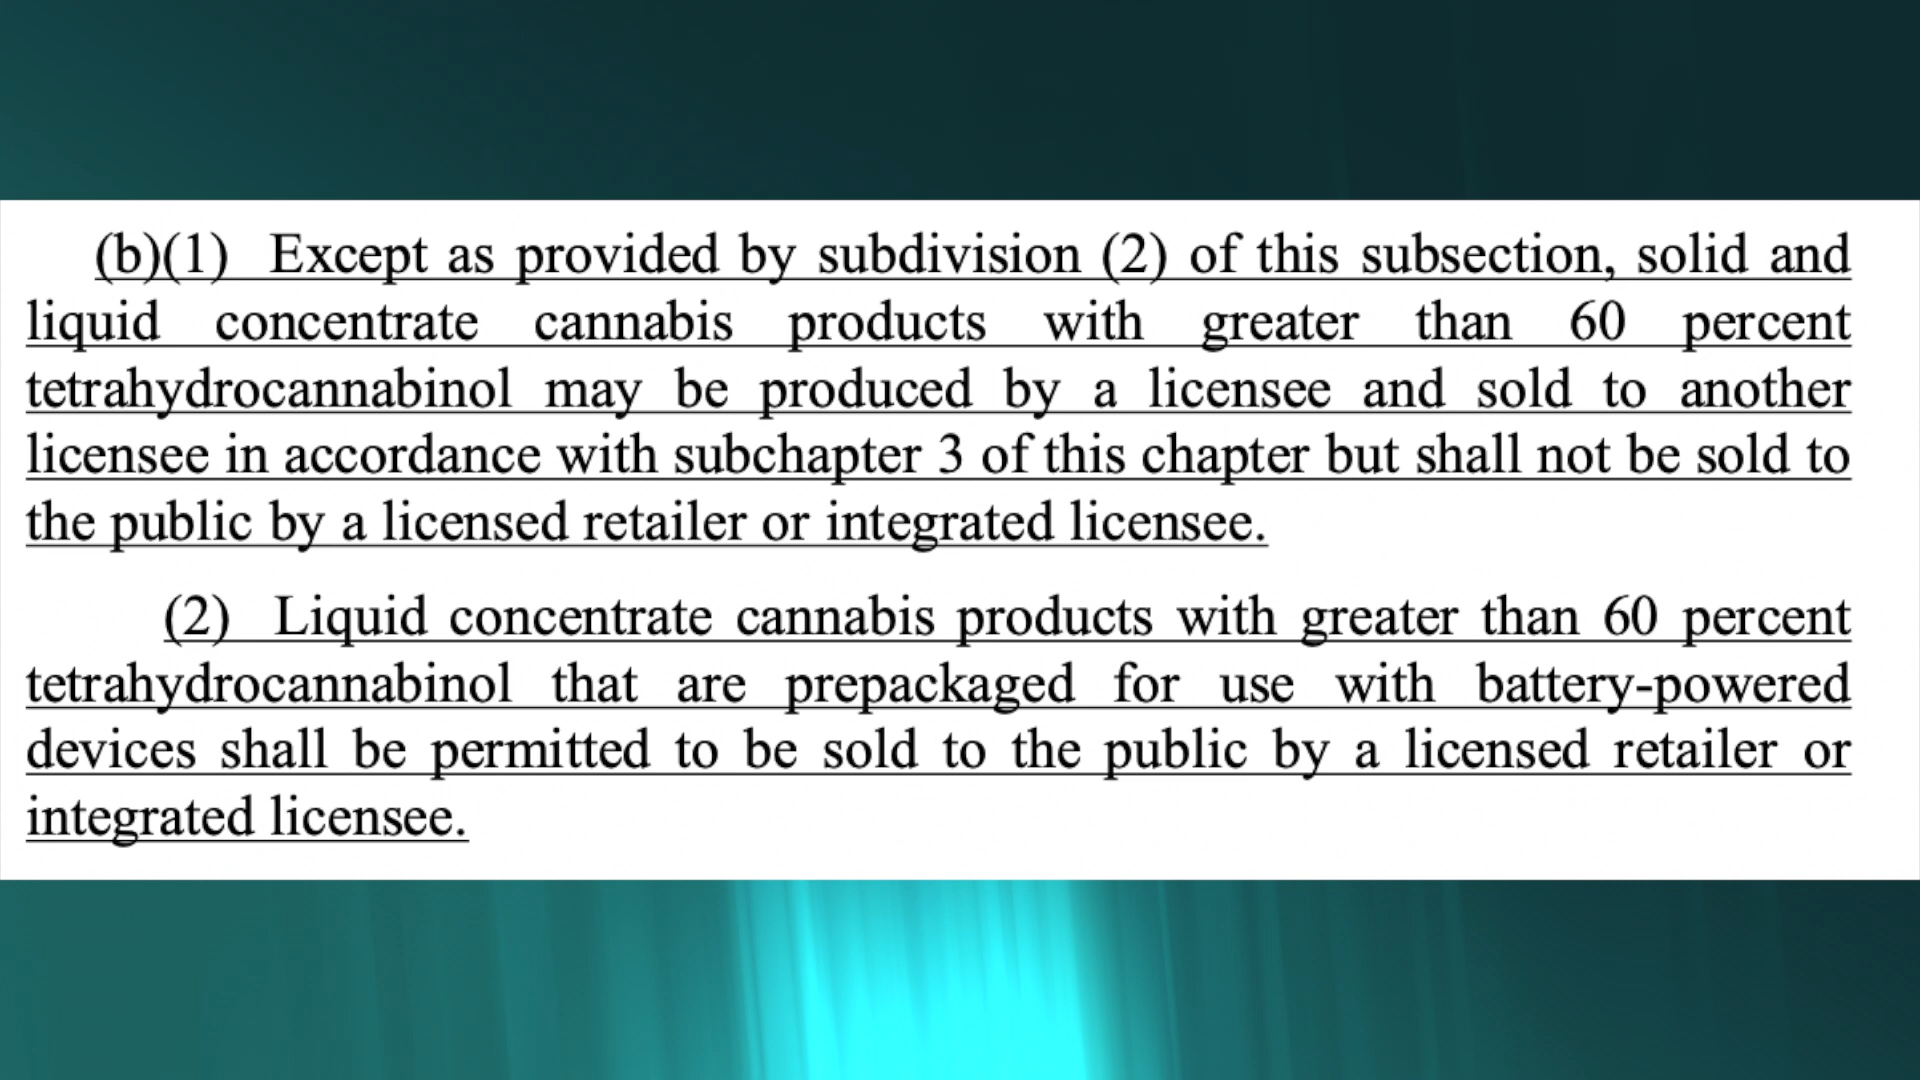 (b)(1) Except as provided by subdivision (2) of this subsection, solid and
liquid concentrate cannabis products with greater than 60 percent
tetrahydrocannabinol may be produced by a licensee and sold to another
licensee in accordance with subchapter 3 of this chapter but shall not be sold to
the public by a licensed retailer or integrated licensee.
(2) Liquid concentrate cannabis products with greater than 60 percent
tetrahydrocannabinol that are prepackaged for use with battery-powered
devices shall be permitted to be sold to the public by a licensed retailer or
integrated licensee.